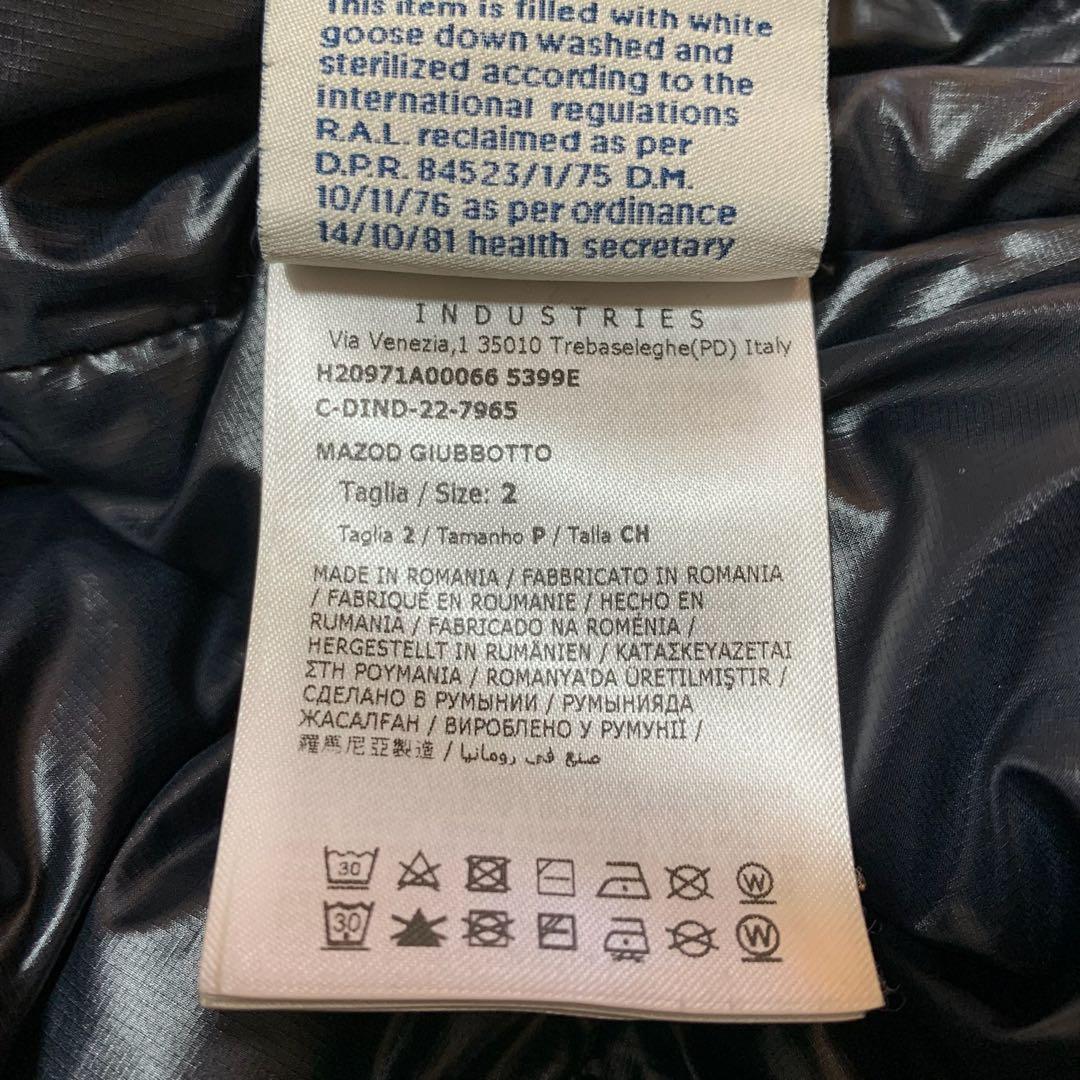 This item is filled with white
goose down washed and
sterilized according to the
international regulations
R.A.L. reclaimed as per
D.P.R. 84523/1/75 D.M.
10/11/76 as per ordinance
14/10/81 health secretary
INDUSTRIES
Via Venezia,1 35010 Trebaseleghe(PD) Italy
H20971A00066 5399E
C-DIND-22-7965
MAZOD GIUBBOTTO
Taglia / Size: 2
Taglia 2 / Tamanho P / Talla CH
MADE IN ROMANIA / FABBRICATO IN ROMANIA
/ FABRIQUÉ EN ROUMANIE / HECHO EN
RUMANIA / FABRICADO NA ROMÉNIA /
HERGESTELLT IN RUMÄNIEN / ΚΑΤΑΣΚΕΥΑΖΕΤΑΙ
ΣΤΗ ΡΟΥΜΑΝΙΑ / ROMANYA'DA ÜRETILMIŞTIR /
СДЕЛАНО В РУМЫНИИ / РУМЫНИЯДА
ЖАСАЛҒАН / ВИРОБЛЕНО У РУМУНІЇ /
羅馬尼亞製造 / صنع في رومانيا
30 W
30 W